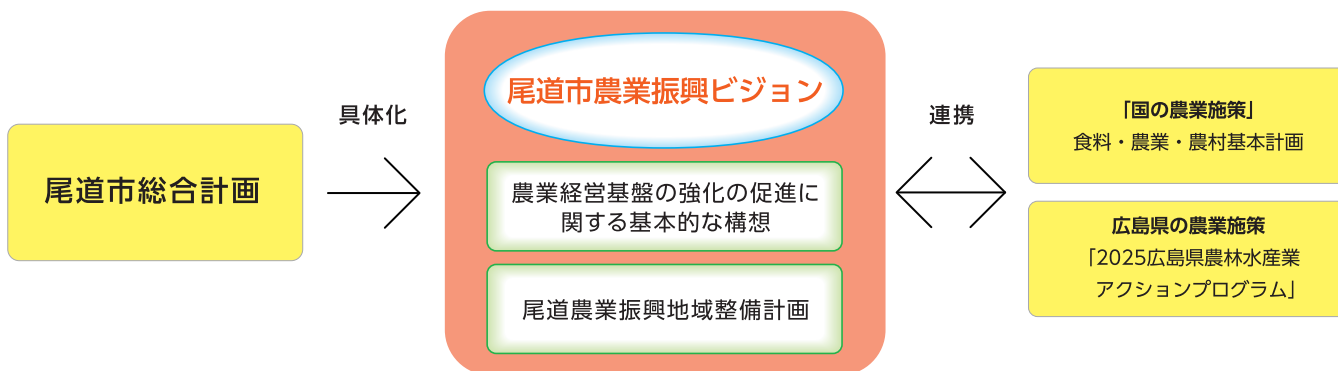 尾道市総合計画
具体化
尾道市農業振興ビジョン
農業経営基盤の強化の促進に
関する基本的な構想
尾道農業振興地域整備計画
連携
「国の農業施策」
食料・農業・農村基本計画
広島県の農業施策
「2025広島県農林水産業
アクションプログラム」